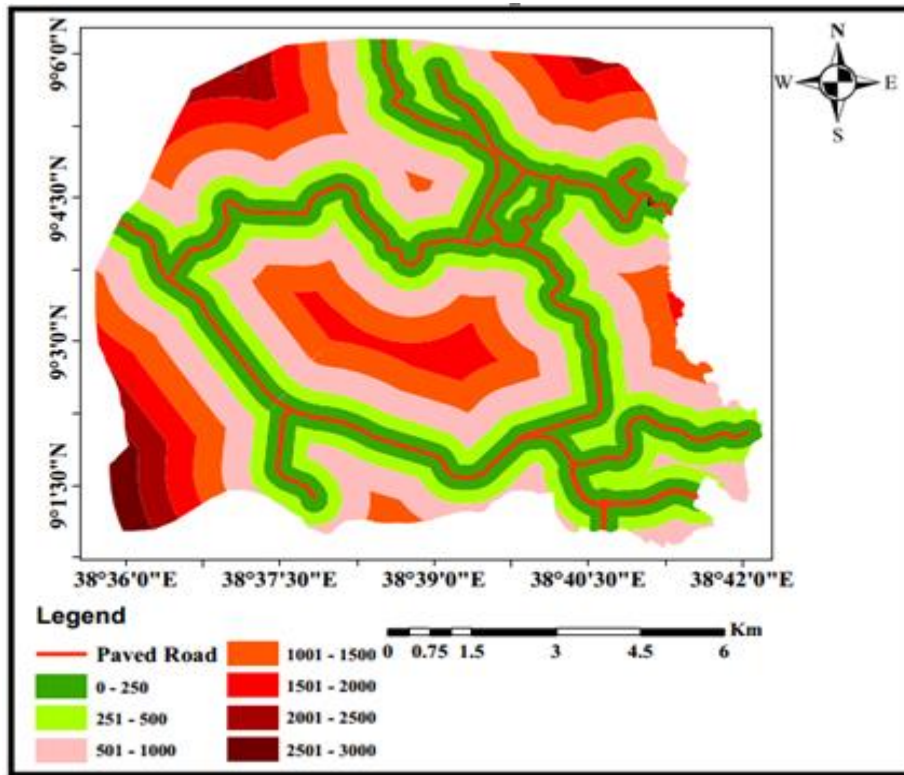 N
W E
S
9°6'0"N
9°4'30"N
9°3'0"N
9°1'30"N
38°36'0"E 38°37'30"E 38°39'0"E 38°40'30"E 38°42'0"E
Legend
Paved Road
0 - 250
251 - 500
501 - 1000
1001 - 1500
1501 - 2000
2001 - 2500
2501 - 3000
Km
0 0.75 1.5 3 4.5 6